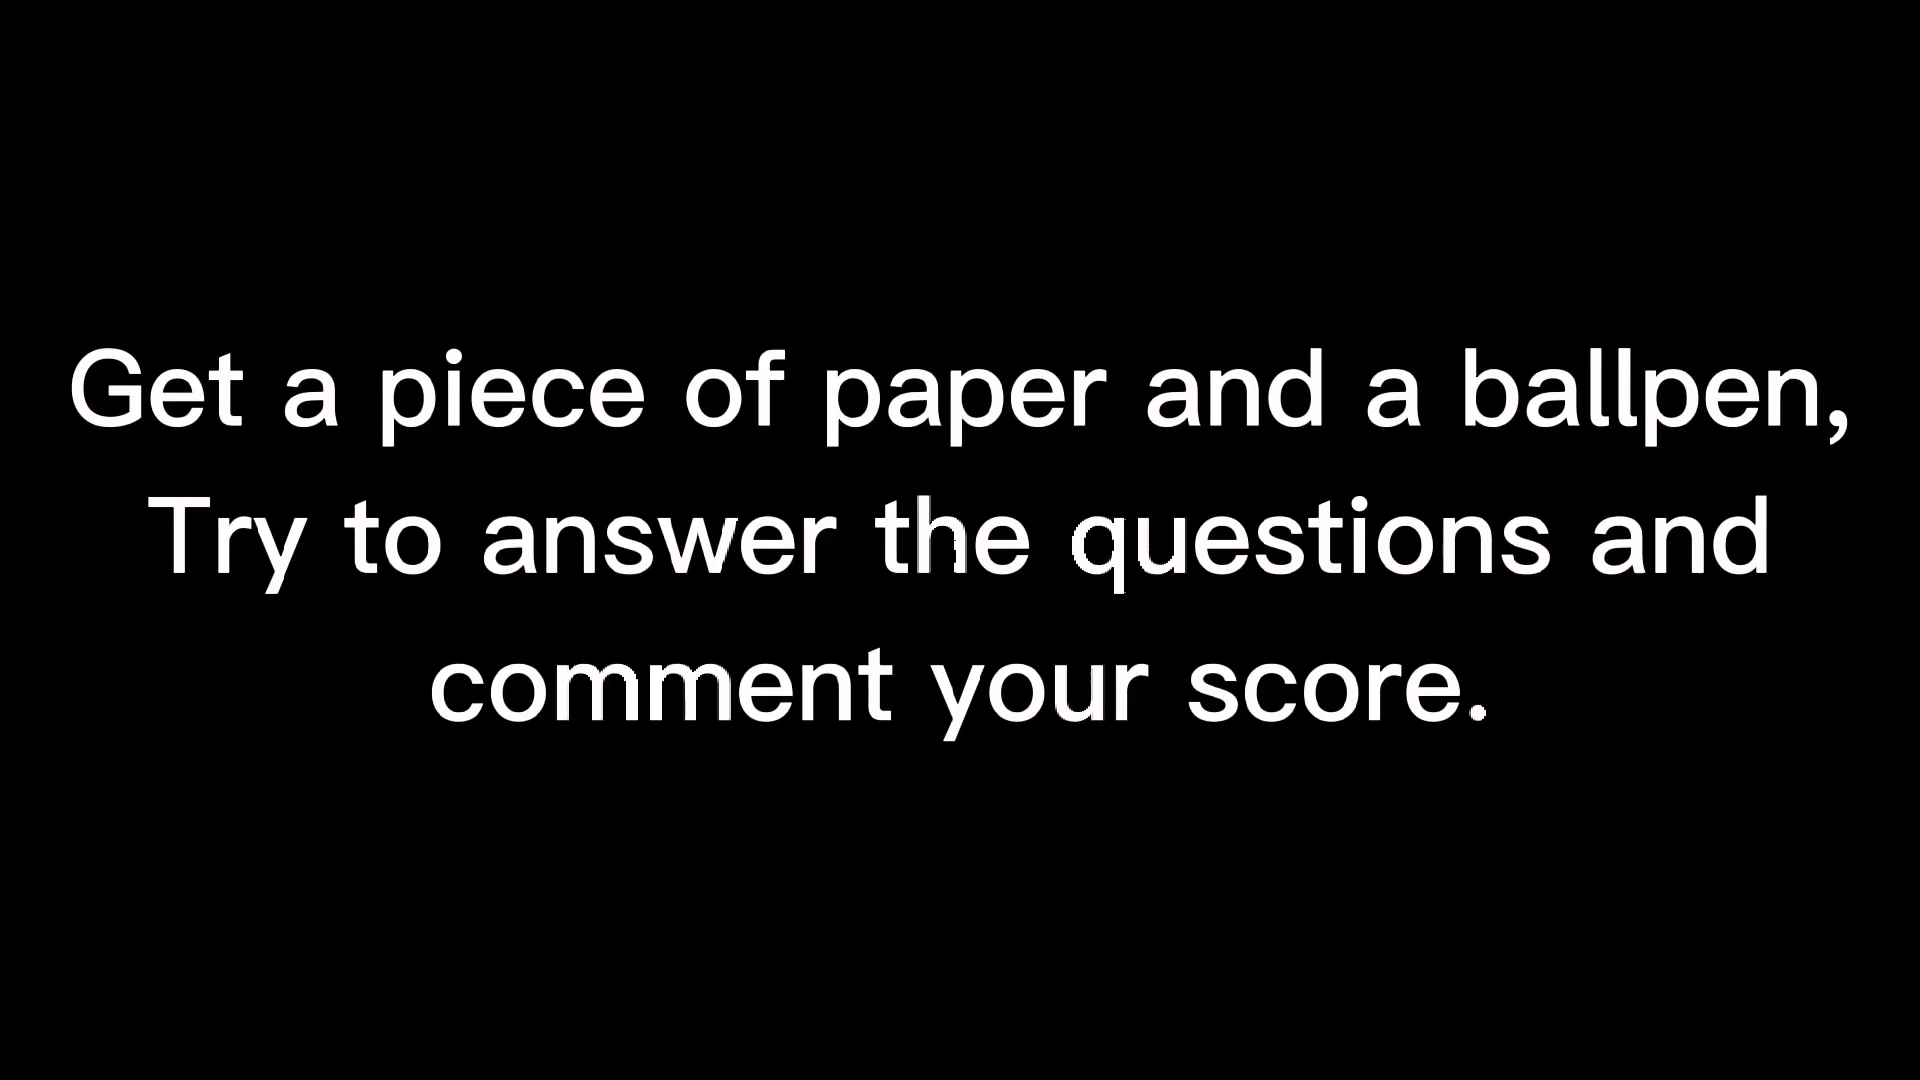 Get a piece of paper and a ballpen,
Try to answer the questions and
comment your score.